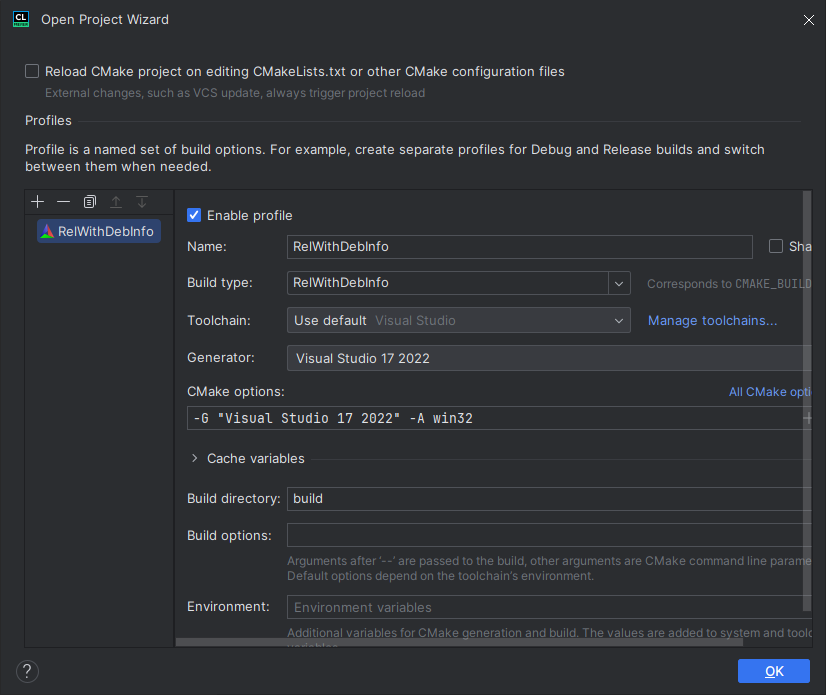 CL
Open Project Wizard
Reload CMake project on editing CMakeLists.txt or other CMake configuration files
External changes, such as VCS update, always trigger project reload
Profiles
Profile is a named set of build options. For example, create separate profiles for Debug and Release builds and switch
between them when needed.
RelWithDebInfo
Enable profile
Name: RelWithDebInfo Sha
Build type: RelWithDebInfo Corresponds to CMAKE_BUILD
Toolchain: Use default Visual Studio Manage toolchains...
Generator: Visual Studio 17 2022
CMake options: All CMake opti
-G "Visual Studio 17 2022" -A win32
Cache variables
Build directory: build
Build options:
Arguments after '--' are passed to the build, other arguments are CMake command line parame
Default options depend on the toolchain's environment.
Environment: Environment variables
Additional variables for CMake generation and build. The values are added to system and toolc
variables.
? OK